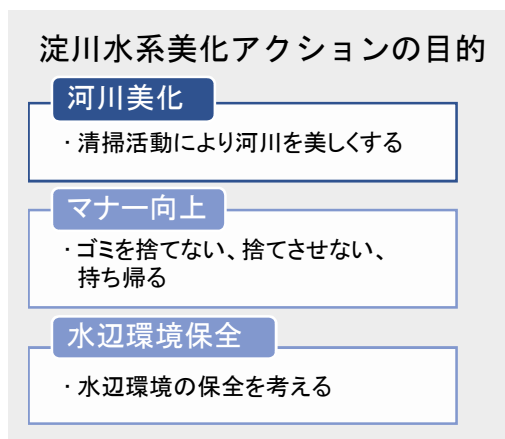 淀川水系美化アクションの目的
河川美化
・清掃活動により河川を美しくする
マナー向上
・ゴミを捨てない、捨てさせない、
持ち帰る
水辺環境保全
・水辺環境の保全を考える